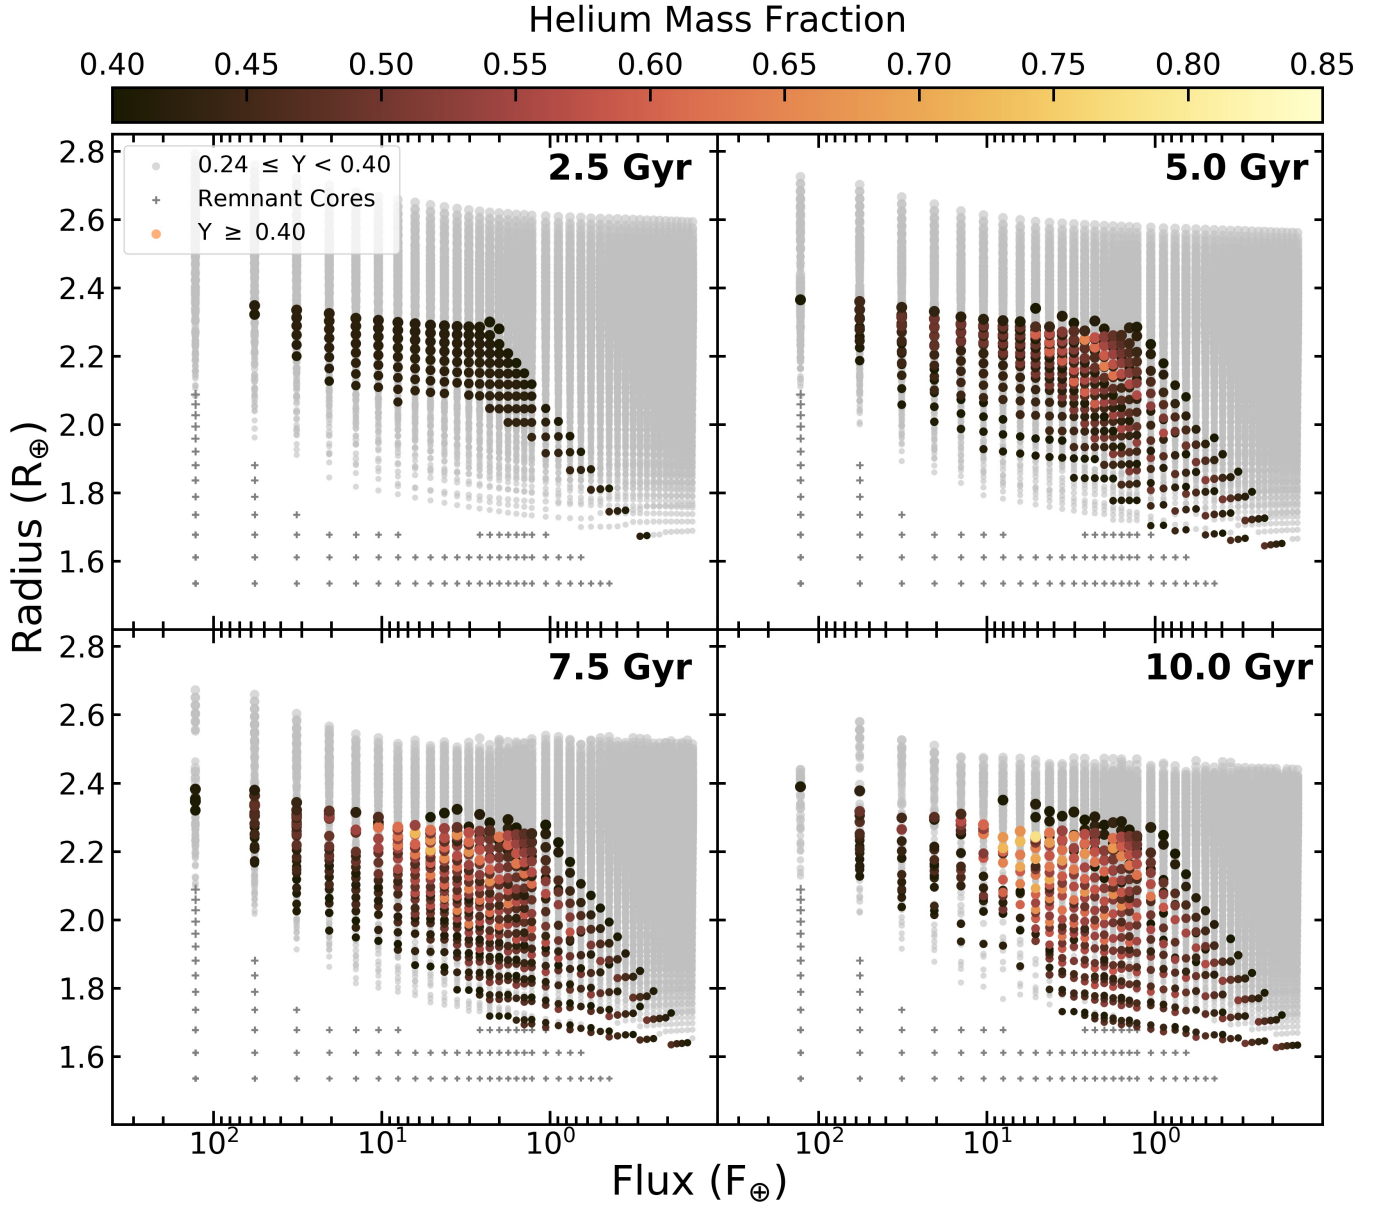 Helium Mass Fraction
0.40 0.45 0.50 0.55 0.60 0.65 0.70 0.75 0.80 0.85
0.24 ≤ Y < 0.40
Remnant Cores
Y ≥ 0.40
2.5 Gyr
5.0 Gyr
2.8
2.6
2.4
2.2
2.0
1.8
1.6
Radius (R⊕)
7.5 Gyr
10.0 Gyr
2.8
2.6
2.4
2.2
2.0
1.8
1.6
10² 10¹ 10⁰ 10² 10¹ 10⁰
Flux (F⊕)